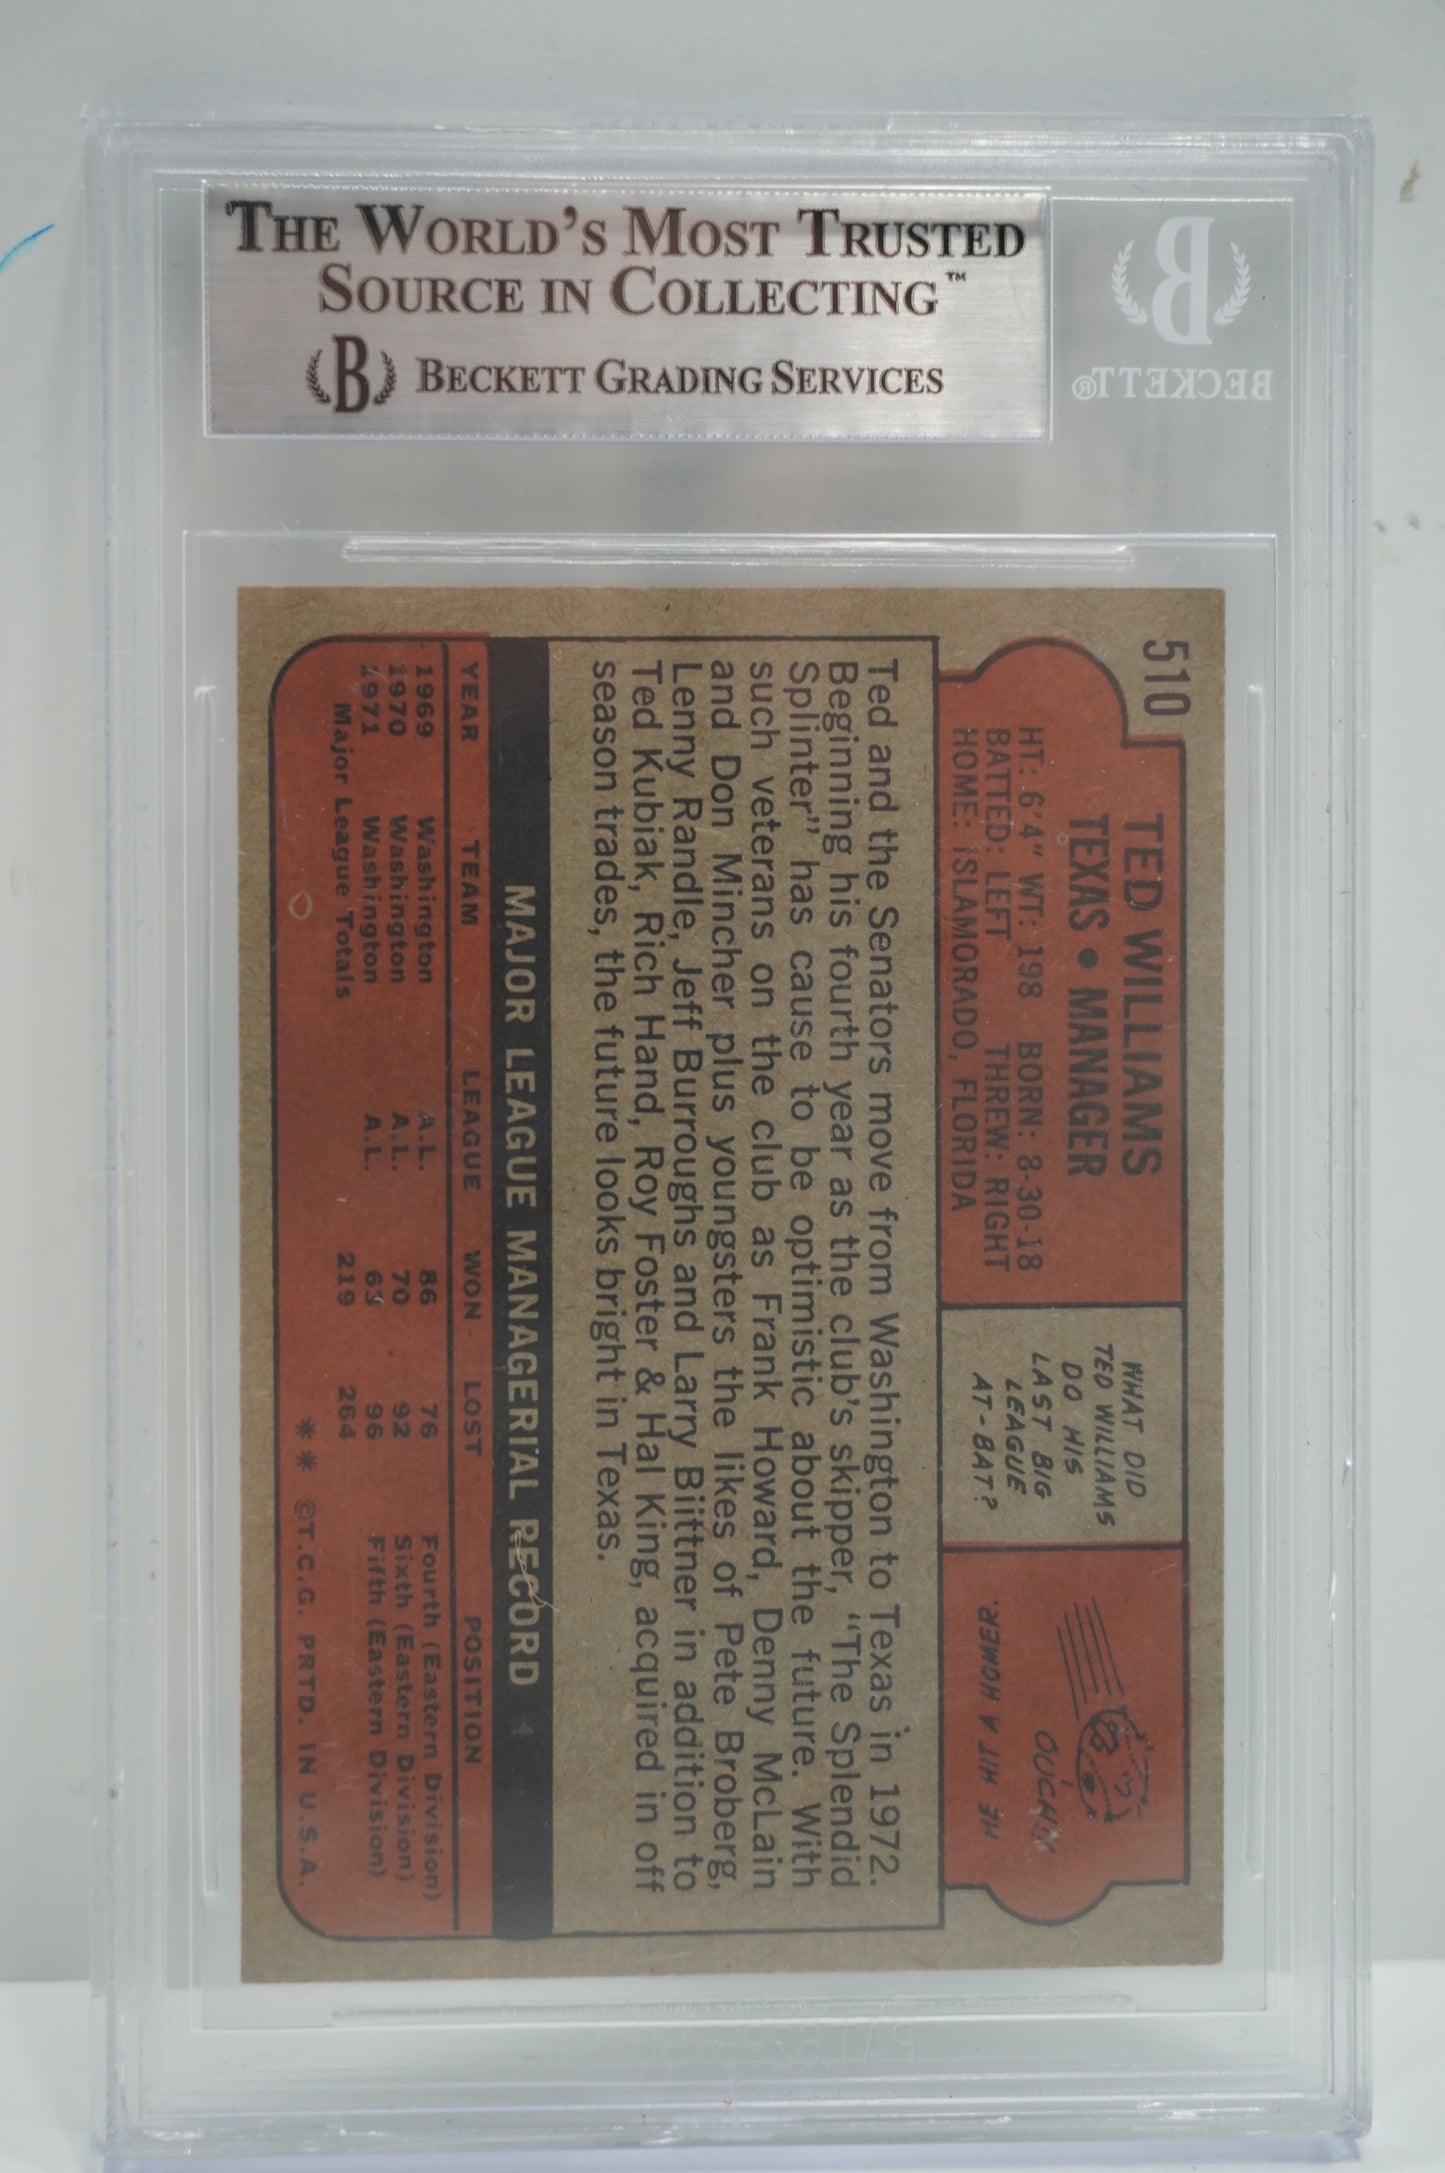 THE WORLD'S MOST TRUSTED
SOURCE IN COLLECTING™
B BECKETT GRADING SERVICES
B
BECKETT®
510
TED WILLIAMS
TEXAS • MANAGER
HT: 6'4" WT: 198 BORN: 8-30-18
BATTED: LEFT THREW: RIGHT
HOME: ISLAMORADO, FLORIDA
WHAT DID
TED WILLIAMS
DO HIS
LAST BIG
LEAGUE
AT-BAT?
OUCH!
HE HIT A HOMER.
Ted and the Senators move from Washington to Texas in 1972.
Beginning his fourth year as the club's skipper, "The Splendid
Splinter" has cause to be optimistic about the future. With
such veterans on the club as Frank Howard, Denny McLain
and Don Mincher plus youngsters the likes of Pete Broberg,
Lenny Randle, Jeff Burroughs and Larry Biittner in addition to
Ted Kubiak, Rich Hand, Roy Foster & Hal King, acquired in off
season trades, the future looks bright in Texas.
MAJOR LEAGUE MANAGERIAL RECORD
YEAR TEAM LEAGUE WON LOST POSITION
1969 Washington A.L. 86 76 Fourth (Eastern Division)
1970 Washington A.L. 70 92 Sixth (Eastern Division)
1971 Washington A.L. 63 96 Fifth (Eastern Division)
Major League Totals 219 264
** ©T.C.G. PRTD. IN U.S.A.